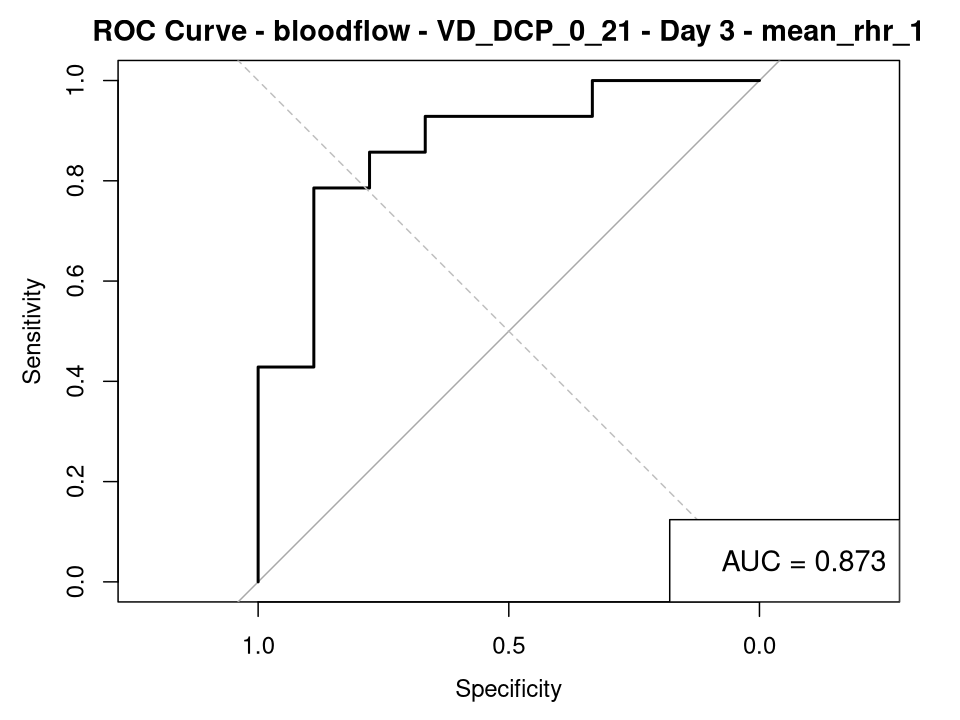 ROC Curve - bloodflow - VD_DCP_0_21 - Day 3 - mean_rhr_1
Sensitivity
1.0
0.8
0.6
0.4
0.2
0.0
AUC = 0.873
1.0 0.5 0.0
Specificity